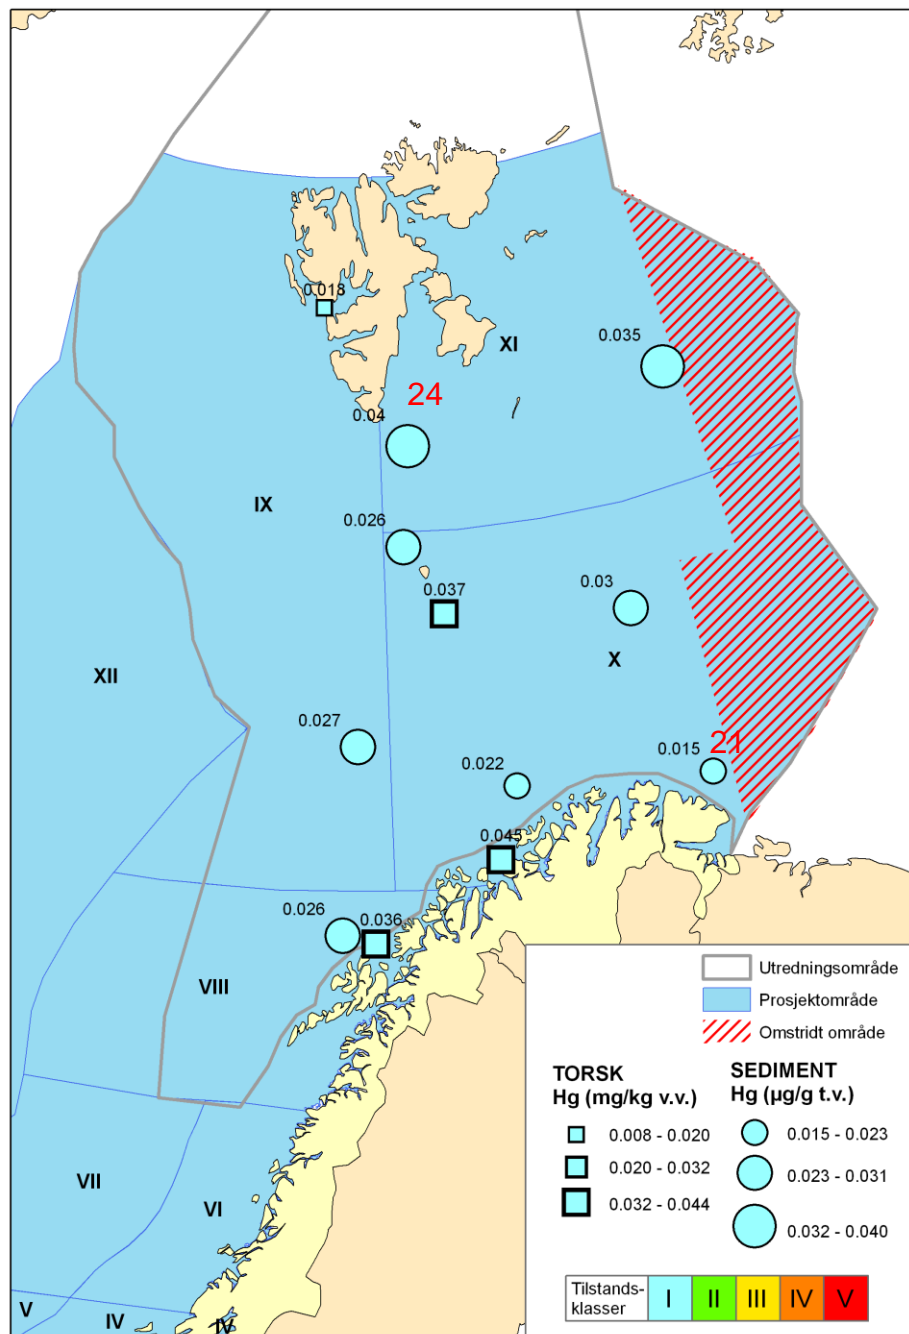 0.018
XI
0.035
24
0.04
IX
0.026
0.037
0.03
X
XII
0.027
21
0.015
0.022
0.045
0.026
0.036
VIII
VII
VI
V
IV
IV
Utredningsområde
Prosjektområde
Omstridt område
TORSK
Hg (mg/kg v.v.)
0.008 - 0.020
0.020 - 0.032
0.032 - 0.044
SEDIMENT
Hg (µg/g t.v.)
0.015 - 0.023
0.023 - 0.031
0.032 - 0.040
Tilstands-
klasser
I II III IV V